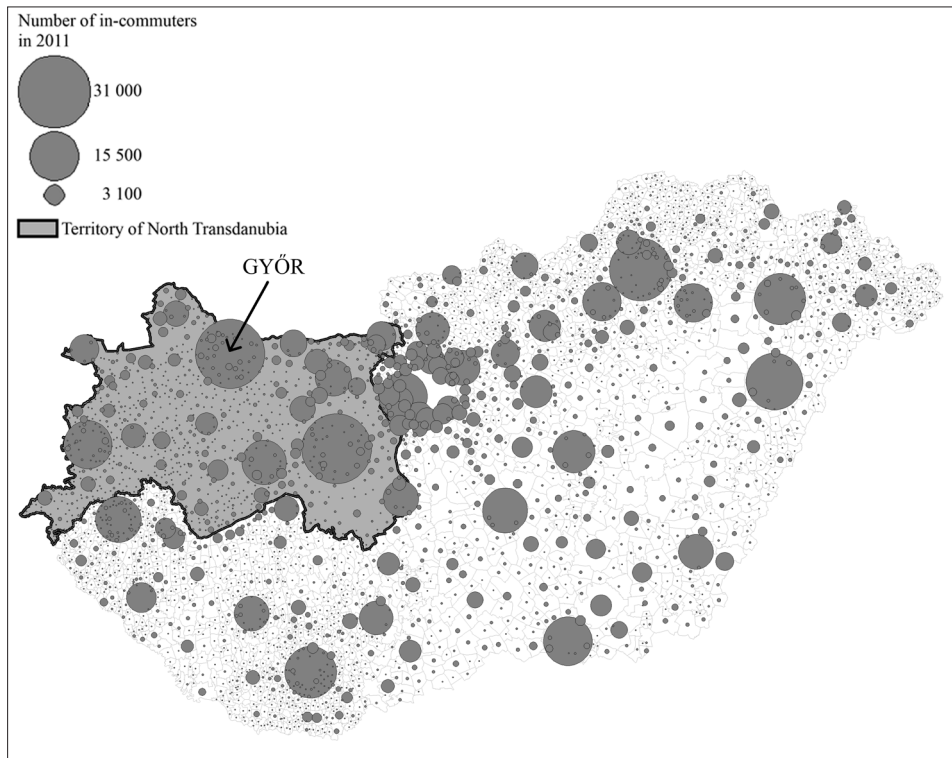 Number of in-commuters
in 2011
31 000
15 500
3 100
Territory of North Transdanubia
GYŐR